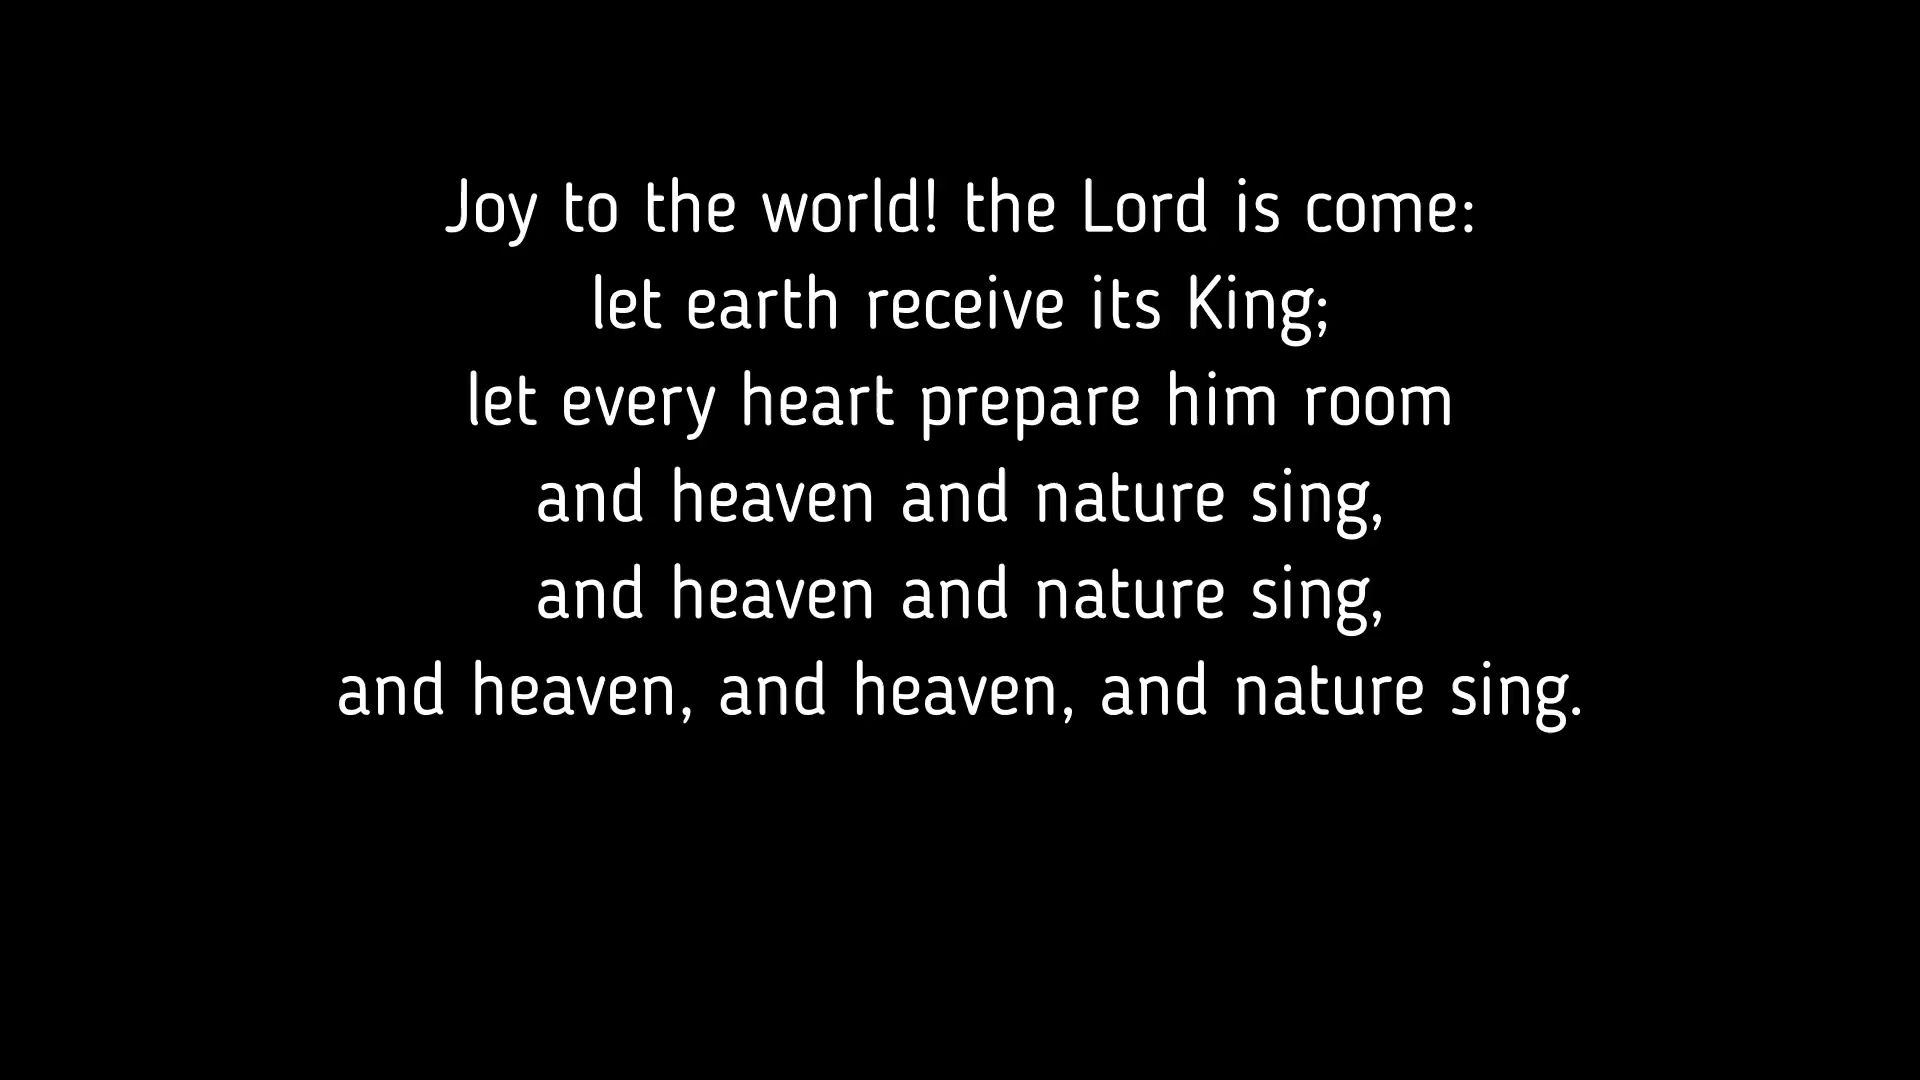 Joy to the world! the Lord is come:
let earth receive its King;
let every heart prepare him room
and heaven and nature sing,
and heaven and nature sing,
and heaven, and heaven, and nature sing.